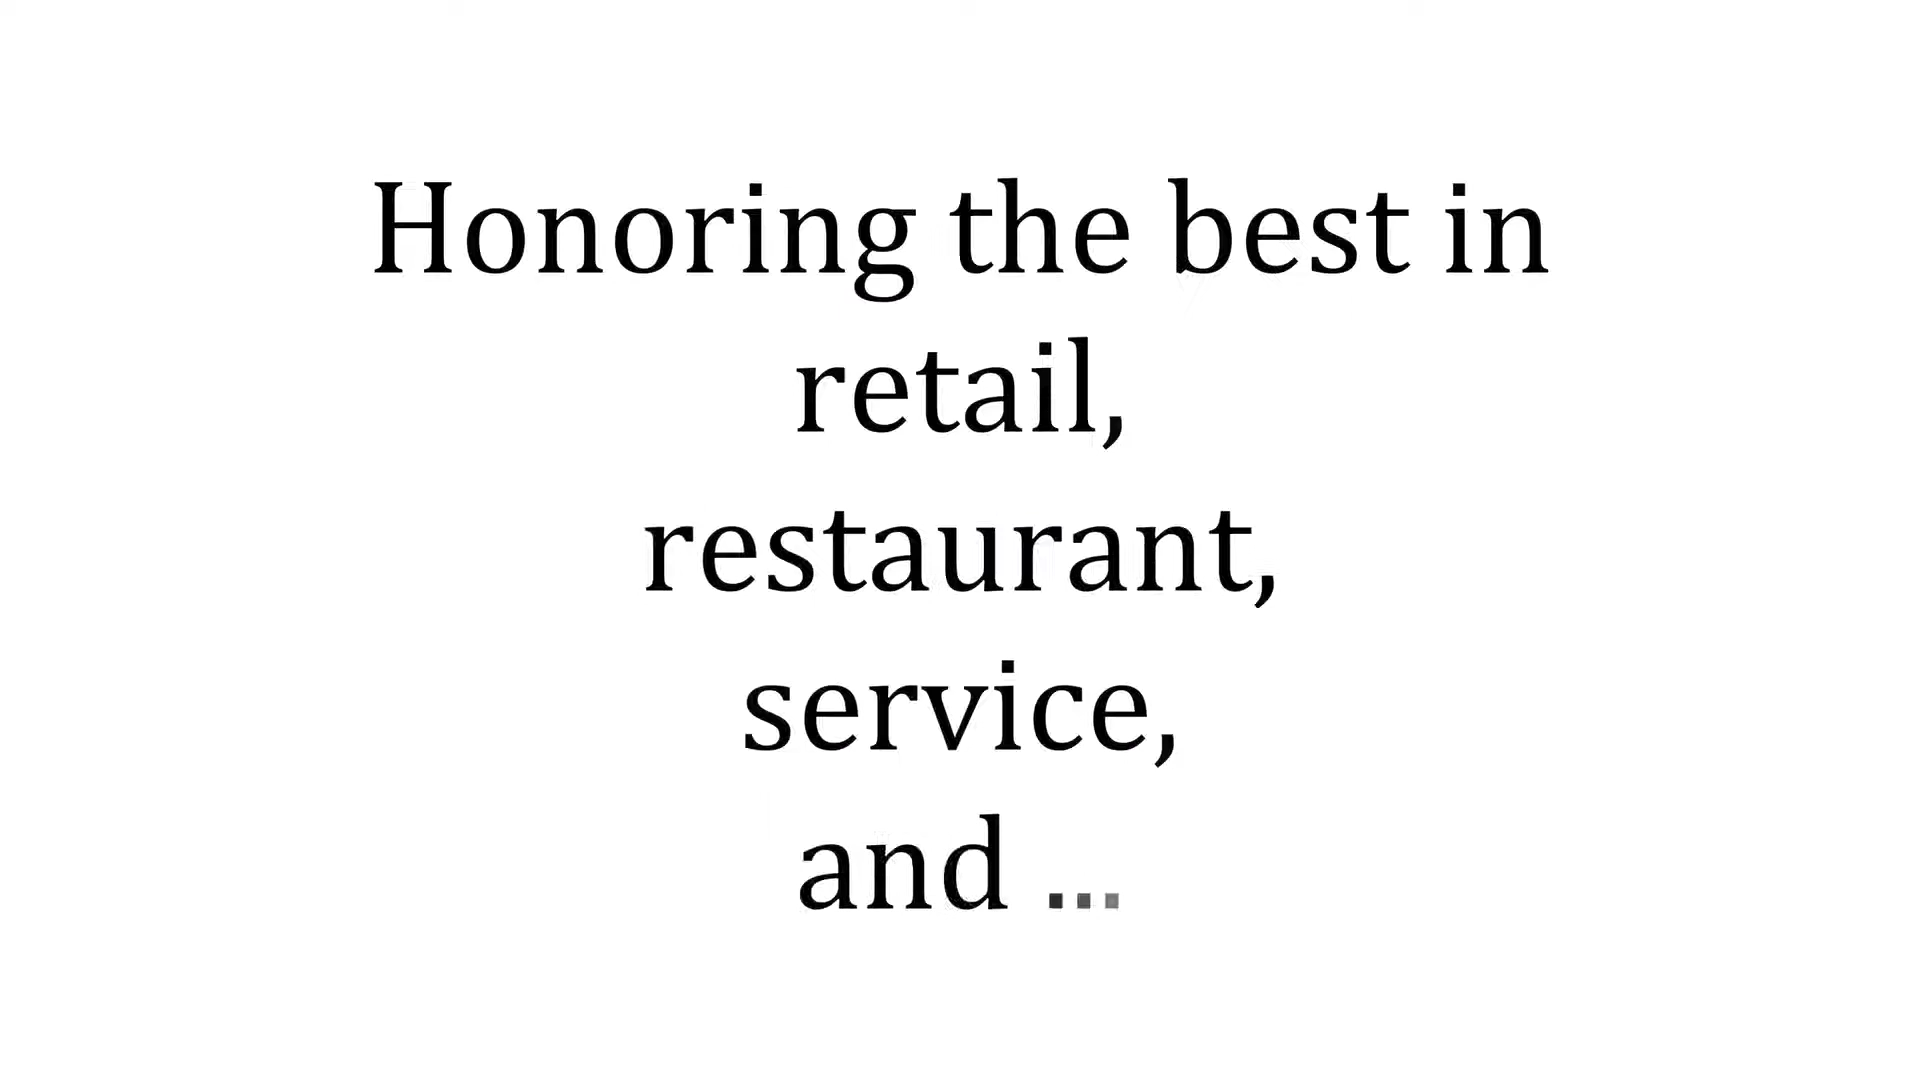 Honoring the best in
retail,
restaurant,
service,
and ...